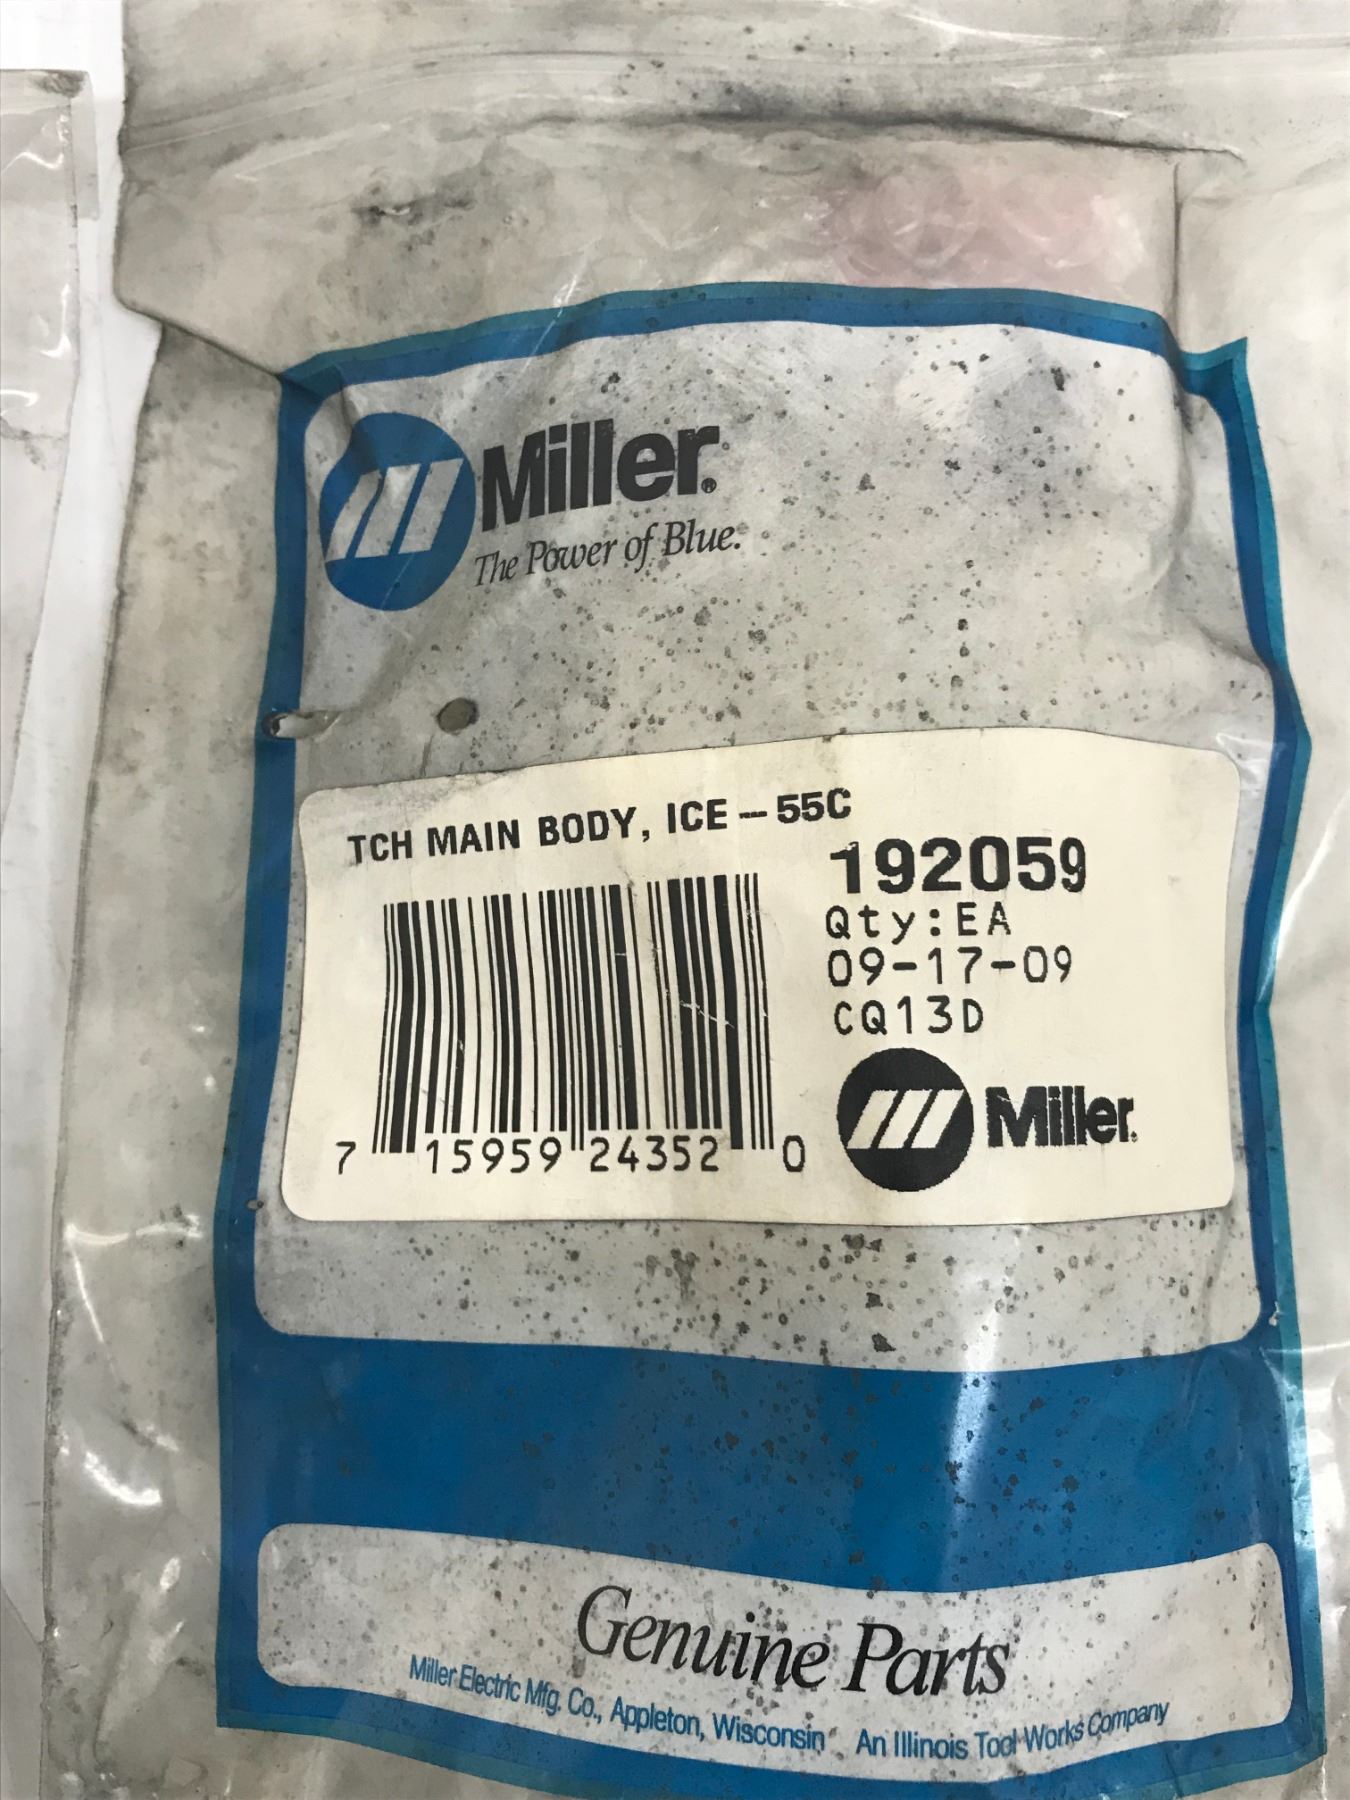 Miller®
The Power of Blue.®
TCH MAIN BODY, ICE – 55C
192059
Qty:EA
09-17-09
CQ13D
Miller®
7 15959 24352 0
Genuine Parts
Miller Electric Mfg. Co., Appleton, Wisconsin An Illinois Tool Works Company